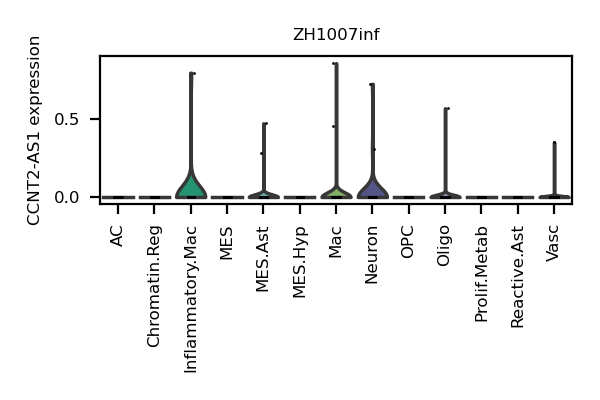 ZH1007inf
CCNT2-AS1 expression
0.5
0.0
AC
Chromatin.Reg
Inflammatory.Mac
MES
MES.Ast
MES.Hyp
Mac
Neuron
OPC
Oligo
Prolif.Metab
Reactive.Ast
Vasc